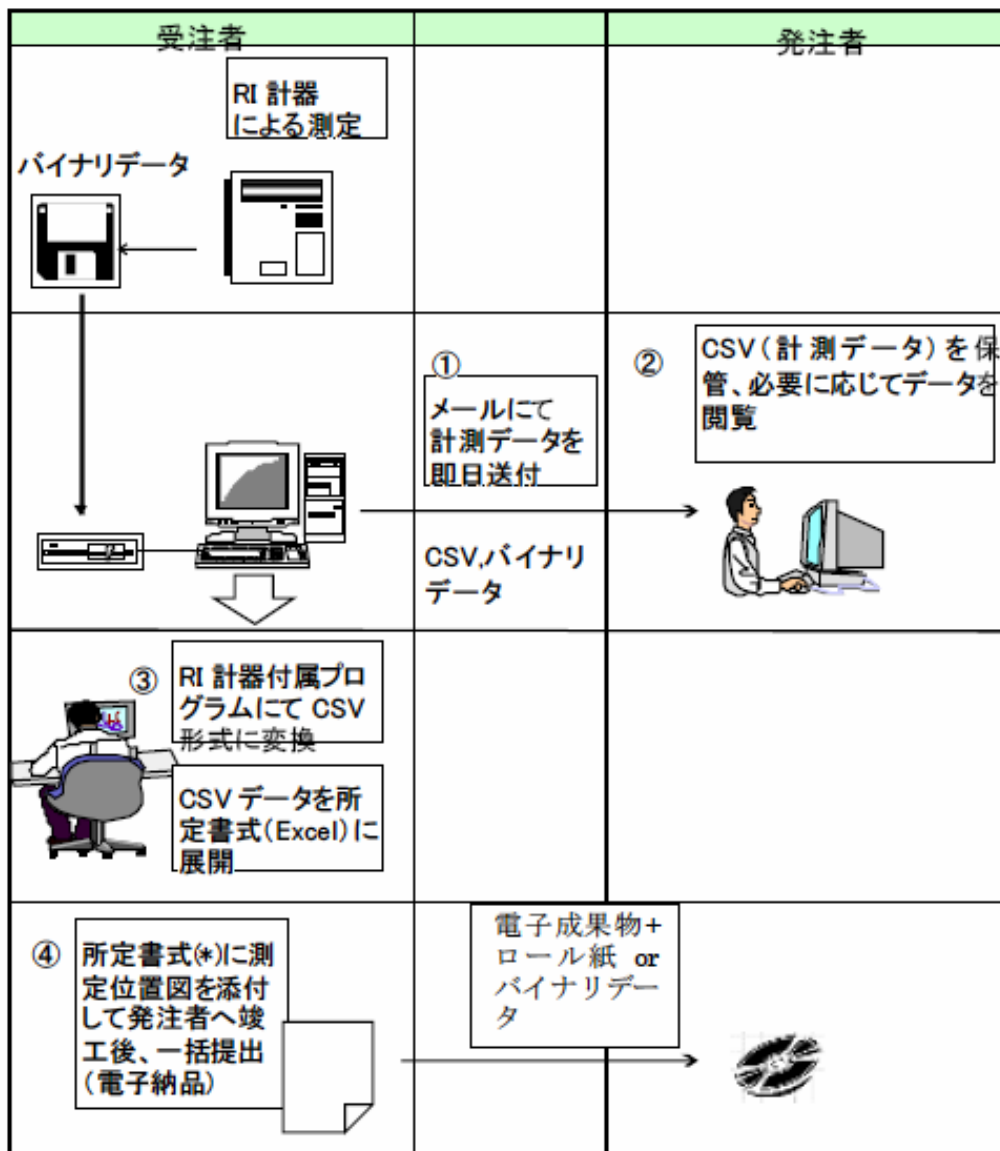 受注者
発注者
RI 計器
による測定
バイナリデータ
①
メールにて
計測データを
即日送付
CSV,バイナリ
データ
②
CSV(計測データ)を保
管、必要に応じてデータを
閲覧
③
RI 計器付属プロ
グラムにて CSV
形式に変換
CSV データを所
定書式(Excel)に
展開
④
所定書式(*)に測
定位置図を添付
して発注者へ竣
工後、一括提出
(電子納品)
電子成果物+
ロール紙 or
バイナリデー
タ